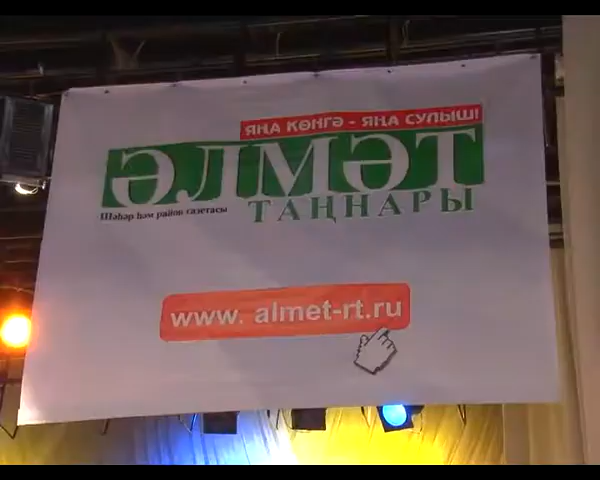 ЯҢА КӨНГӘ - ЯҢА СУЛЫШ!
ӘЛМӘТ
ТАҢНАРЫ
Шәһәр һәм район газетасы
www. almet-rt.ru